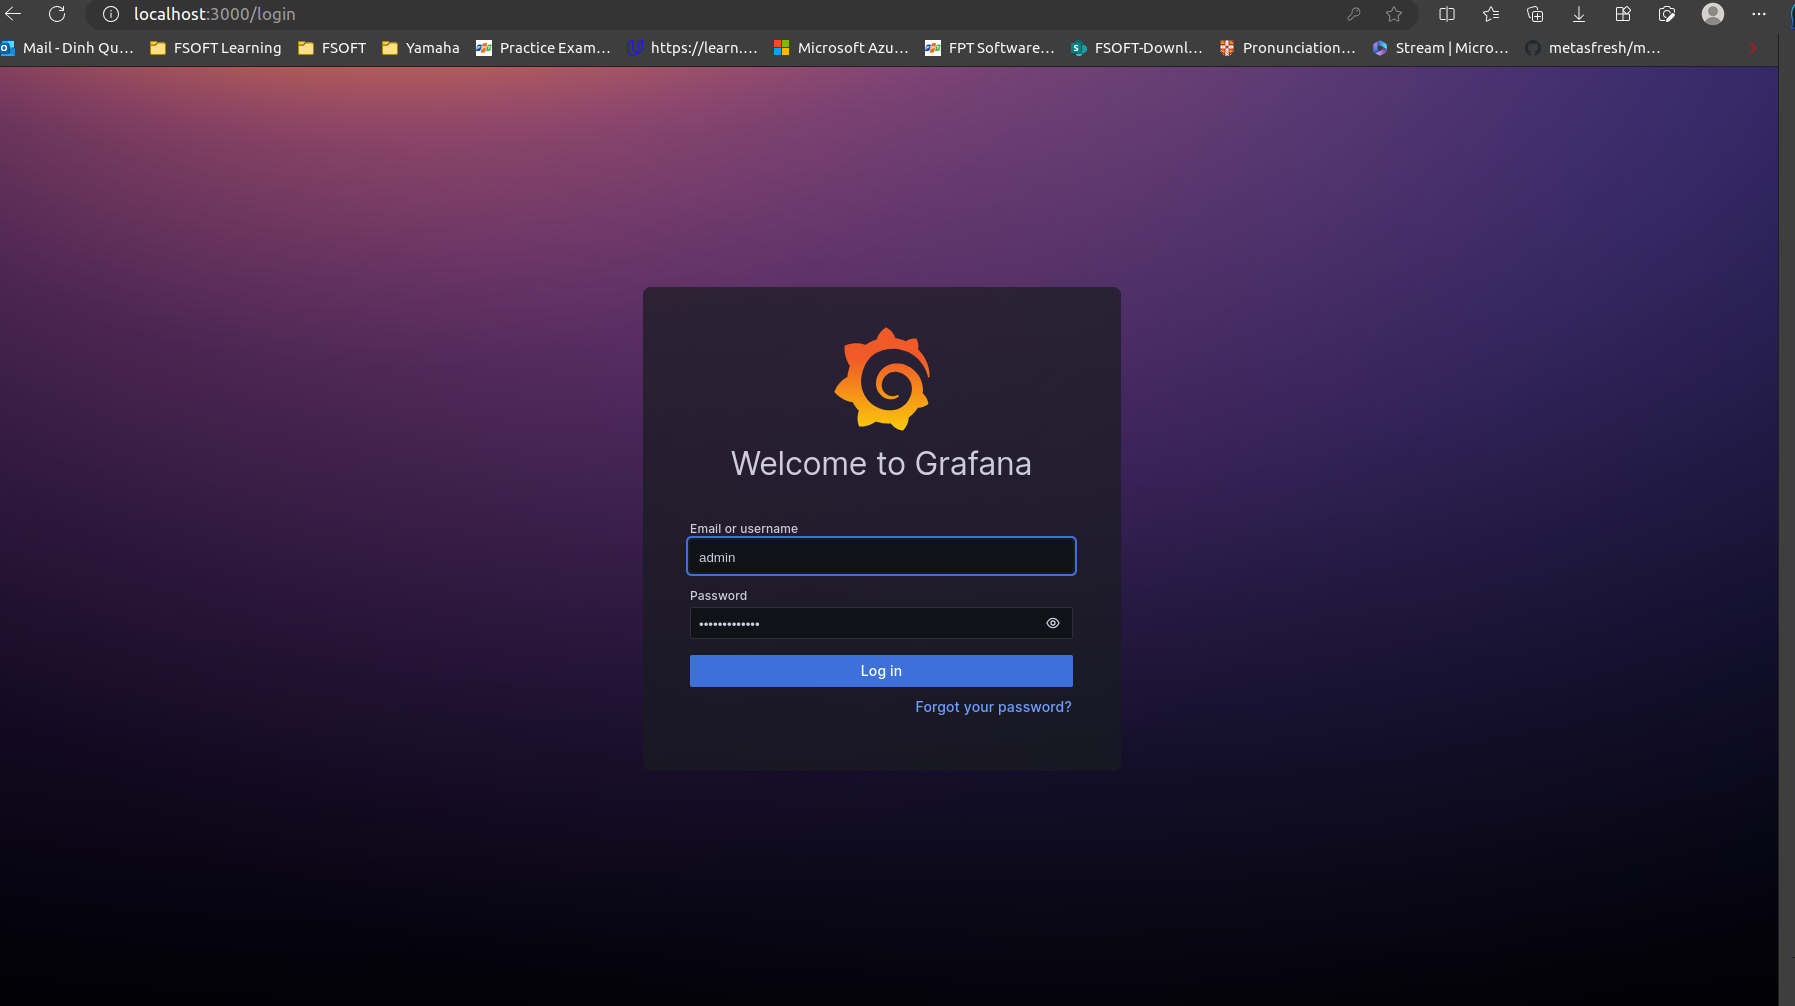 localhost:3000/login
Mail - Dinh Qu... FSOFT Learning FSOFT Yamaha Practice Exam... https://learn.... Microsoft Azu... FPT Software... FSOFT-Downl... Pronunciation... Stream | Micro... metasfresh/m...
Welcome to Grafana
Email or username
admin
Password
•••••••••••••
Log in
Forgot your password?